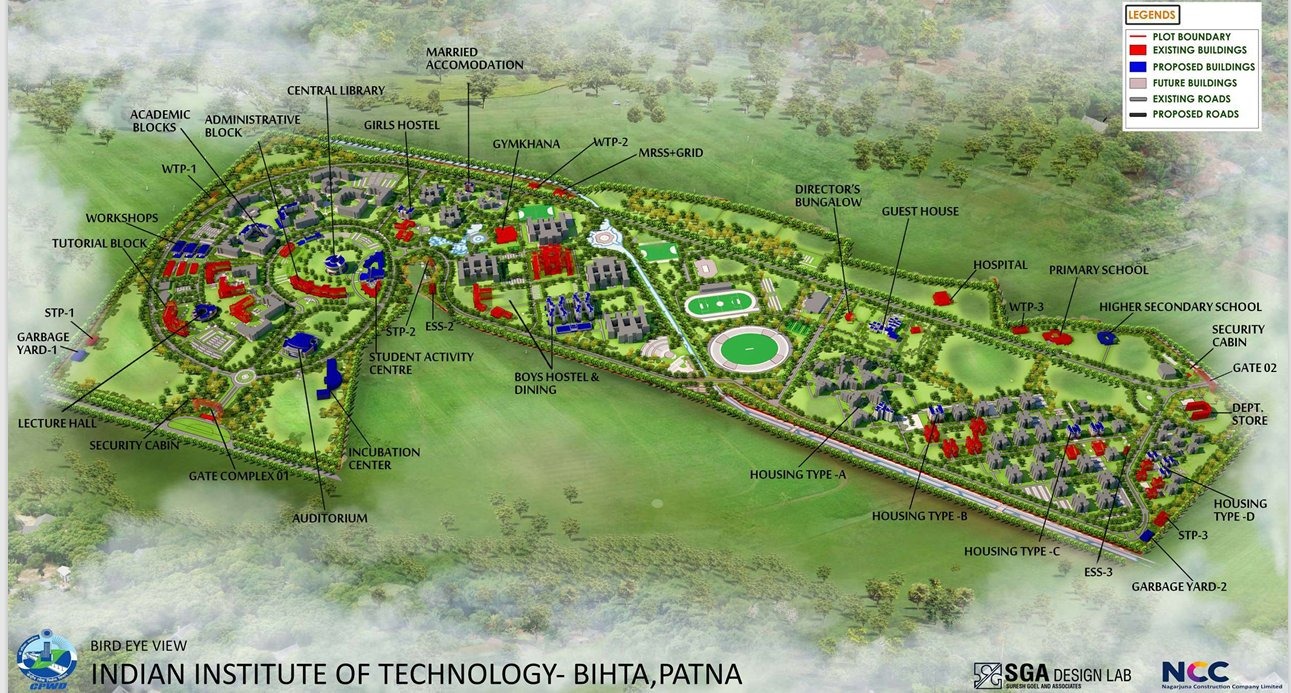 LEGENDS
PLOT BOUNDARY
EXISTING BUILDINGS
PROPOSED BUILDINGS
FUTURE BUILDINGS
EXISTING ROADS
PROPOSED ROADS
MARRIED
ACCOMODATION
CENTRAL LIBRARY
ACADEMIC
BLOCKS
ADMINISTRATIVE
BLOCK
GIRLS HOSTEL
GYMKHANA
WTP-2
MRSS+GRID
WTP-1
DIRECTOR'S
BUNGALOW
GUEST HOUSE
WORKSHOPS
TUTORIAL BLOCK
HOSPITAL
PRIMARY SCHOOL
WTP-3
HIGHER SECONDARY SCHOOL
STP-1
GARBAGE
YARD-1
STP-2
ESS-2
SECURITY
CABIN
GATE 02
STUDENT ACTIVITY
CENTRE
BOYS HOSTEL &
DINING
DEPT.
STORE
LECTURE HALL
SECURITY CABIN
INCUBATION
CENTER
GATE COMPLEX 01
HOUSING TYPE -A
AUDITORIUM
HOUSING TYPE -B
HOUSING
TYPE -D
STP-3
HOUSING TYPE -C
ESS-3
GARBAGE YARD-2
CPWD
BIRD EYE VIEW
INDIAN INSTITUTE OF TECHNOLOGY- BIHTA,PATNA
SGA DESIGN LAB
SURESH GOEL AND ASSOCIATES
NCC
Nagarjuna Construction Company Limited